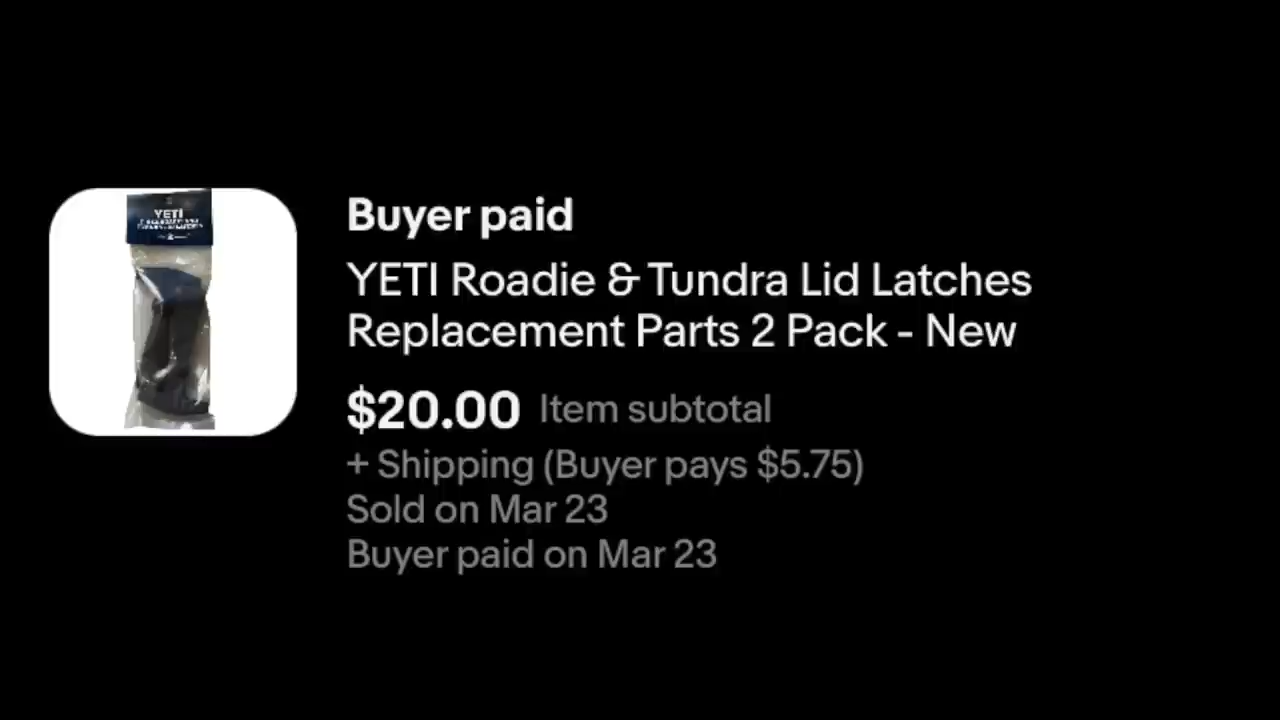 YETI
Buyer paid
YETI Roadie & Tundra Lid Latches
Replacement Parts 2 Pack - New
$20.00 Item subtotal
+ Shipping (Buyer pays $5.75)
Sold on Mar 23
Buyer paid on Mar 23